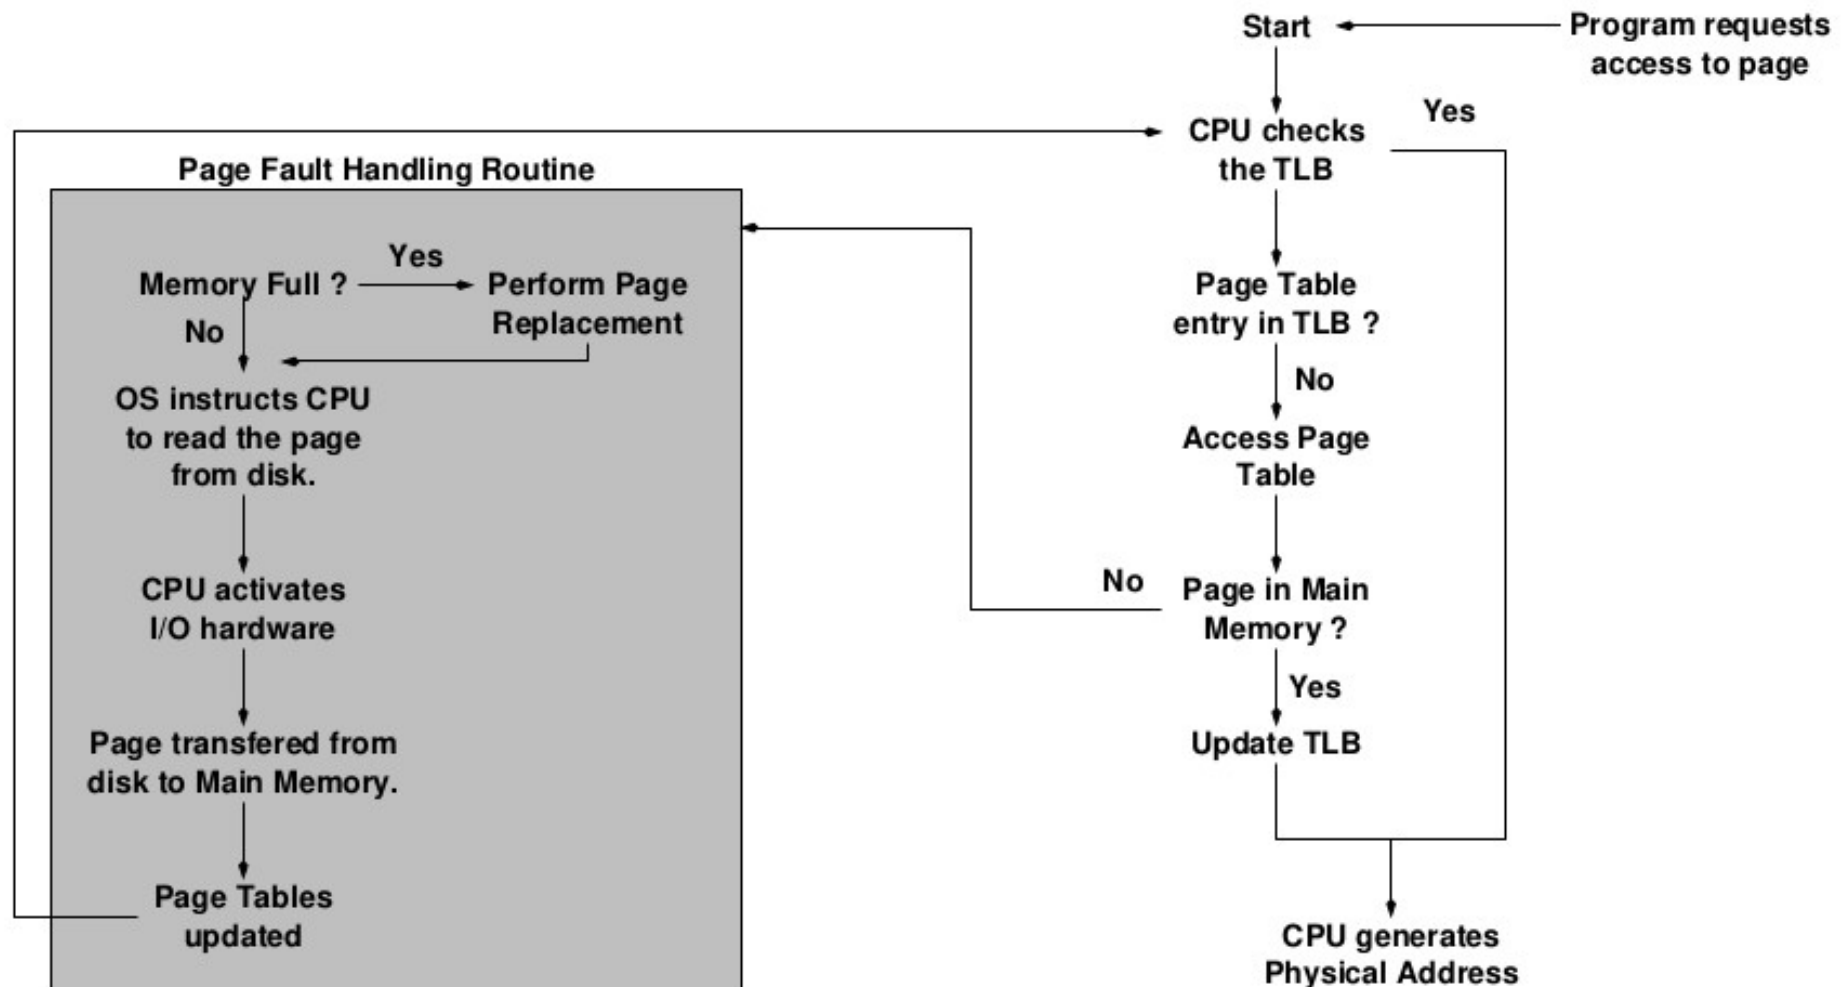 Start
Program requests
access to page
Yes
CPU checks
the TLB
Page Fault Handling Routine
Yes
Memory Full ?
Perform Page
Replacement
No
OS instructs CPU
to read the page
from disk.
CPU activates
I/O hardware
Page transfered from
disk to Main Memory.
Page Tables
updated
Page Table
entry in TLB ?
No
Access Page
Table
No
Page in Main
Memory ?
Yes
Update TLB
CPU generates
Physical Address